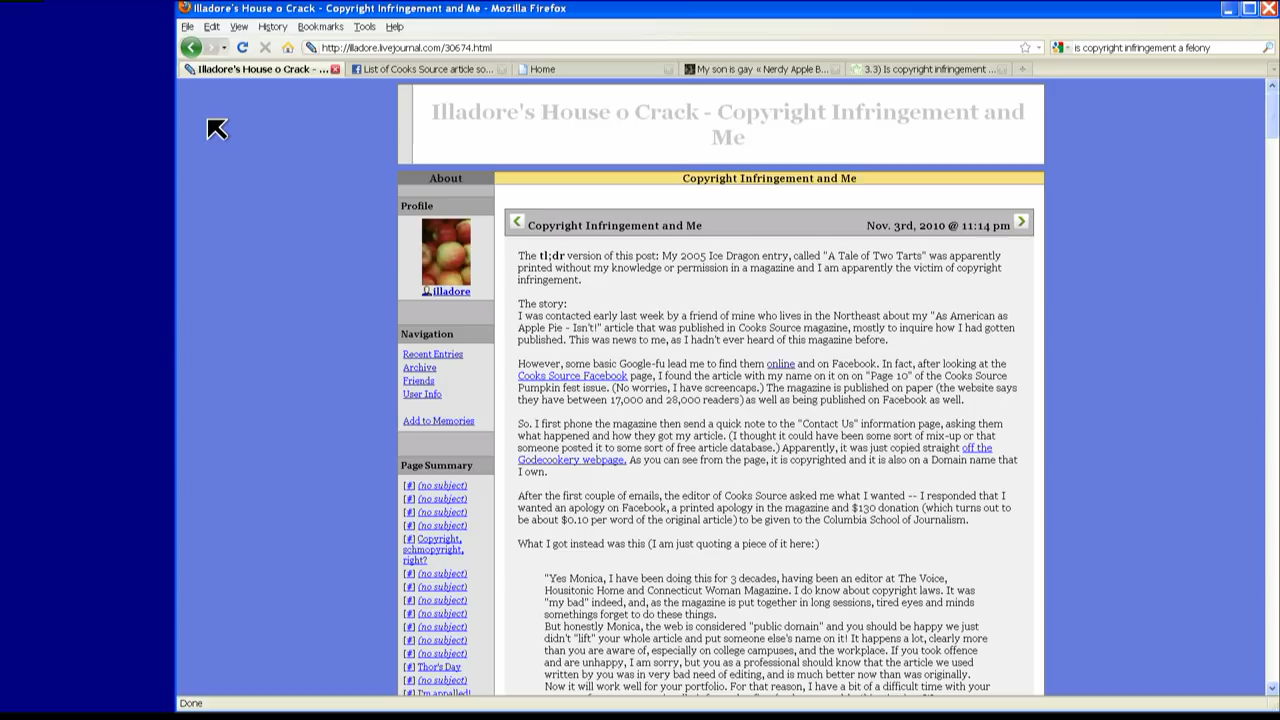 Illadore's House o Crack - Copyright Infringement and Me - Mozilla Firefox
File Edit View History Bookmarks Tools Help
http://illadore.livejournal.com/30674.html
is copyright infringement a felony
Illadore's House o Crack - ...
List of Cooks Source article so...
Home
My son is gay « Nerdy Apple B...
3.3) Is copyright infringement ...
Illadore's House o Crack - Copyright Infringement and
Me
About
Copyright Infringement and Me
Profile
illadore
Navigation
Recent Entries
Archive
Friends
User Info
Add to Memories
Page Summary
[#] (no subject)
[#] (no subject)
[#] (no subject)
[#] (no subject)
[#] Copyright,
schmopyright,
right?
[#] (no subject)
[#] (no subject)
[#] (no subject)
[#] (no subject)
[#] (no subject)
[#] (no subject)
[#] (no subject)
[#] Thor's Day
[#] (no subject)
[#] I'm appalled!
Copyright Infringement and Me
Nov. 3rd, 2010 @ 11:14 pm
The tl;dr version of this post: My 2005 Ice Dragon entry, called "A Tale of Two Tarts" was apparently
printed without my knowledge or permission in a magazine and I am apparently the victim of copyright
infringement.
The story:
I was contacted early last week by a friend of mine who lives in the Northeast about my "As American as
Apple Pie - Isn't!" article that was published in Cooks Source magazine, mostly to inquire how I had gotten
published. This was news to me, as I hadn't ever heard of this magazine before.
However, some basic Google-fu lead me to find them online and on Facebook. In fact, after looking at the
Cooks Source Facebook page, I found the article with my name on it on on "Page 10" of the Cooks Source
Pumpkin fest issue. (No worries, I have screencaps.) The magazine is published on paper (the website says
they have between 17,000 and 28,000 readers) as well as being published on Facebook as well.
So. I first phone the magazine then send a quick note to the "Contact Us" information page, asking them
what happened and how they got my article. (I thought it could have been some sort of mix-up or that
someone posted it to some sort of free article database.) Apparently, it was just copied straight off the
Godecookery webpage. As you can see from the page, it is copyrighted and it is also on a Domain name that
I own.
After the first couple of emails, the editor of Cooks Source asked me what I wanted -- I responded that I
wanted an apology on Facebook, a printed apology in the magazine and $130 donation (which turns out to
be about $0.10 per word of the original article) to be given to the Columbia School of Journalism.
What I got instead was this (I am just quoting a piece of it here:)
"Yes Monica, I have been doing this for 3 decades, having been an editor at The Voice,
Housitonic Home and Connecticut Woman Magazine. I do know about copyright laws. It was
"my bad" indeed, and, as the magazine is put together in long sessions, tired eyes and minds
somethings forget to do these things.
But honestly Monica, the web is considered "public domain" and you should be happy we just
didn't "lift" your whole article and put someone else's name on it! It happens a lot, clearly more
than you are aware of, especially on college campuses, and the workplace. If you took offence
and are unhappy, I am sorry, but you as a professional should know that the article we used
written by you was in very bad need of editing, and is much better now than was originally.
Now it will work well for your portfolio. For that reason, I have a bit of a difficult time with your
Done